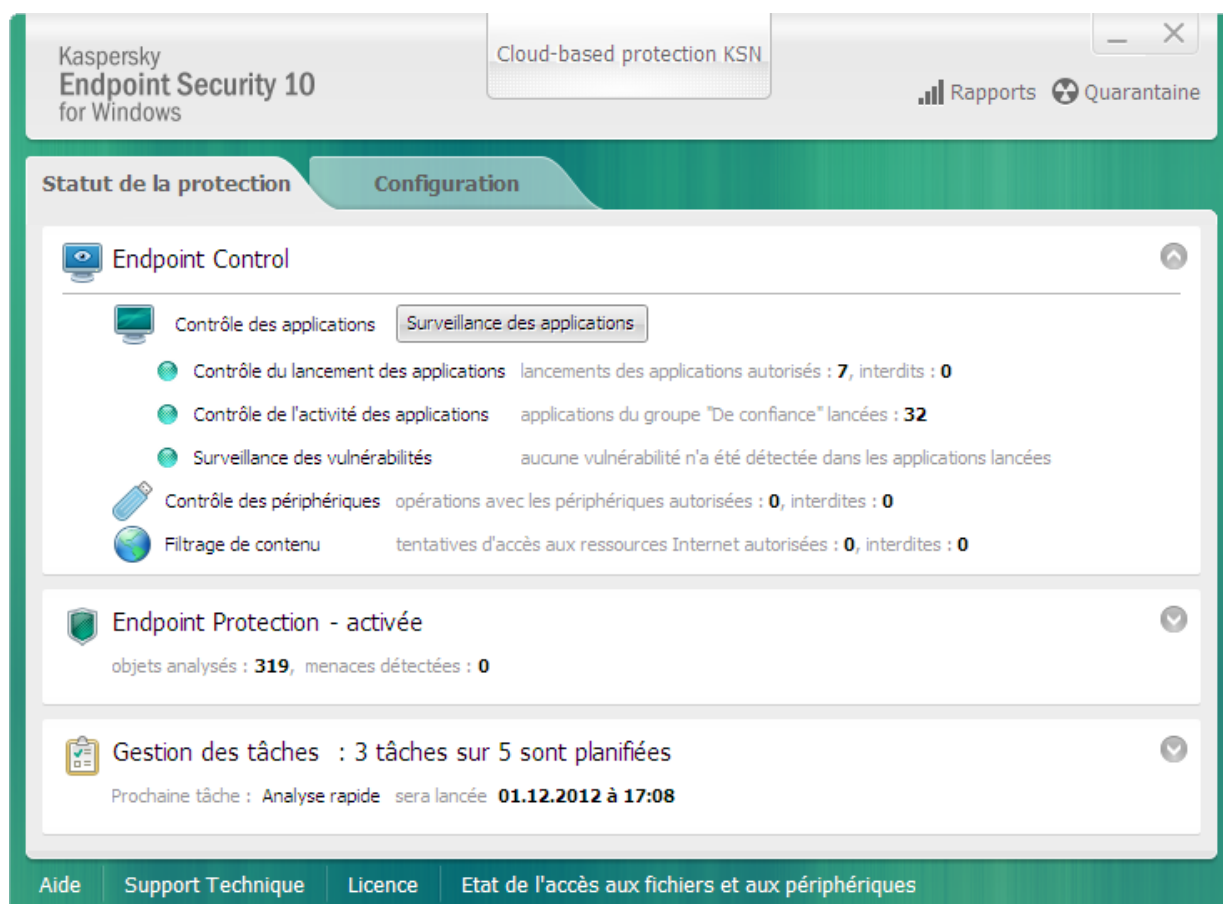 Kaspersky
Endpoint Security 10
for Windows
Cloud-based protection KSN
Rapports Quarantaine
Statut de la protection Configuration
Endpoint Control
Contrôle des applications Surveillance des applications
Contrôle du lancement des applications lancements des applications autorisés : 7, interdits : 0
Contrôle de l'activité des applications applications du groupe "De confiance" lancées : 32
Surveillance des vulnérabilités aucune vulnérabilité n'a été détectée dans les applications lancées
Contrôle des périphériques opérations avec les périphériques autorisées : 0, interdites : 0
Filtrage de contenu tentatives d'accès aux ressources Internet autorisées : 0, interdites : 0
Endpoint Protection - activée
objets analysés : 319, menaces détectées : 0
Gestion des tâches : 3 tâches sur 5 sont planifiées
Prochaine tâche : Analyse rapide sera lancée 01.12.2012 à 17:08
Aide Support Technique Licence Etat de l'accès aux fichiers et aux périphériques